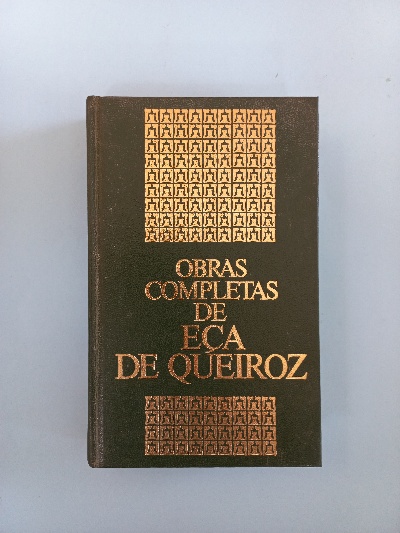 OBRAS
COMPLETAS
DE
EÇA
DE QUEIROZ